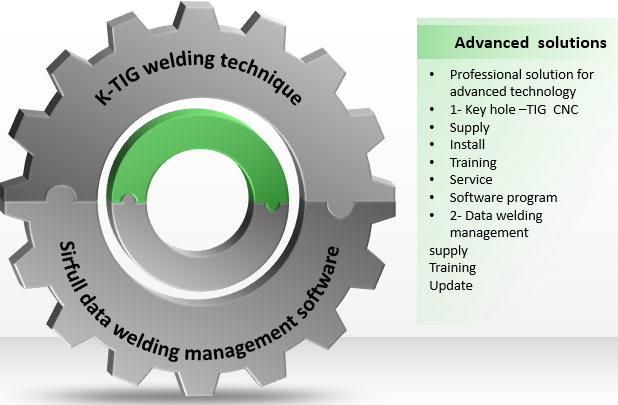 K-TIG welding technique
Sirfull data welding management software
Advanced solutions
• Professional solution for
advanced technology
• 1- Key hole –TIG CNC
• Supply
• Install
• Training
• Service
• Software program
• 2- Data welding
management
supply
Training
Update